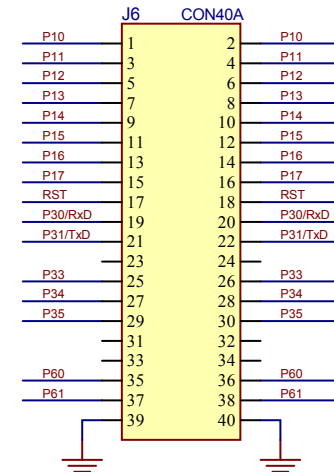 J6 CON40A
P10 1 2 P10
P11 3 4 P11
P12 5 6 P12
P13 7 8 P13
P14 9 10 P14
P15 11 12 P15
P16 13 14 P16
P17 15 16 P17
RST 17 18 RST
P30/RxD 19 20 P30/RxD
P31/TxD 21 22 P31/TxD
23 24
P33 25 26 P33
P34 27 28 P34
P35 29 30 P35
31 32
33 34
P60 35 36 P60
P61 37 38 P61
39 40